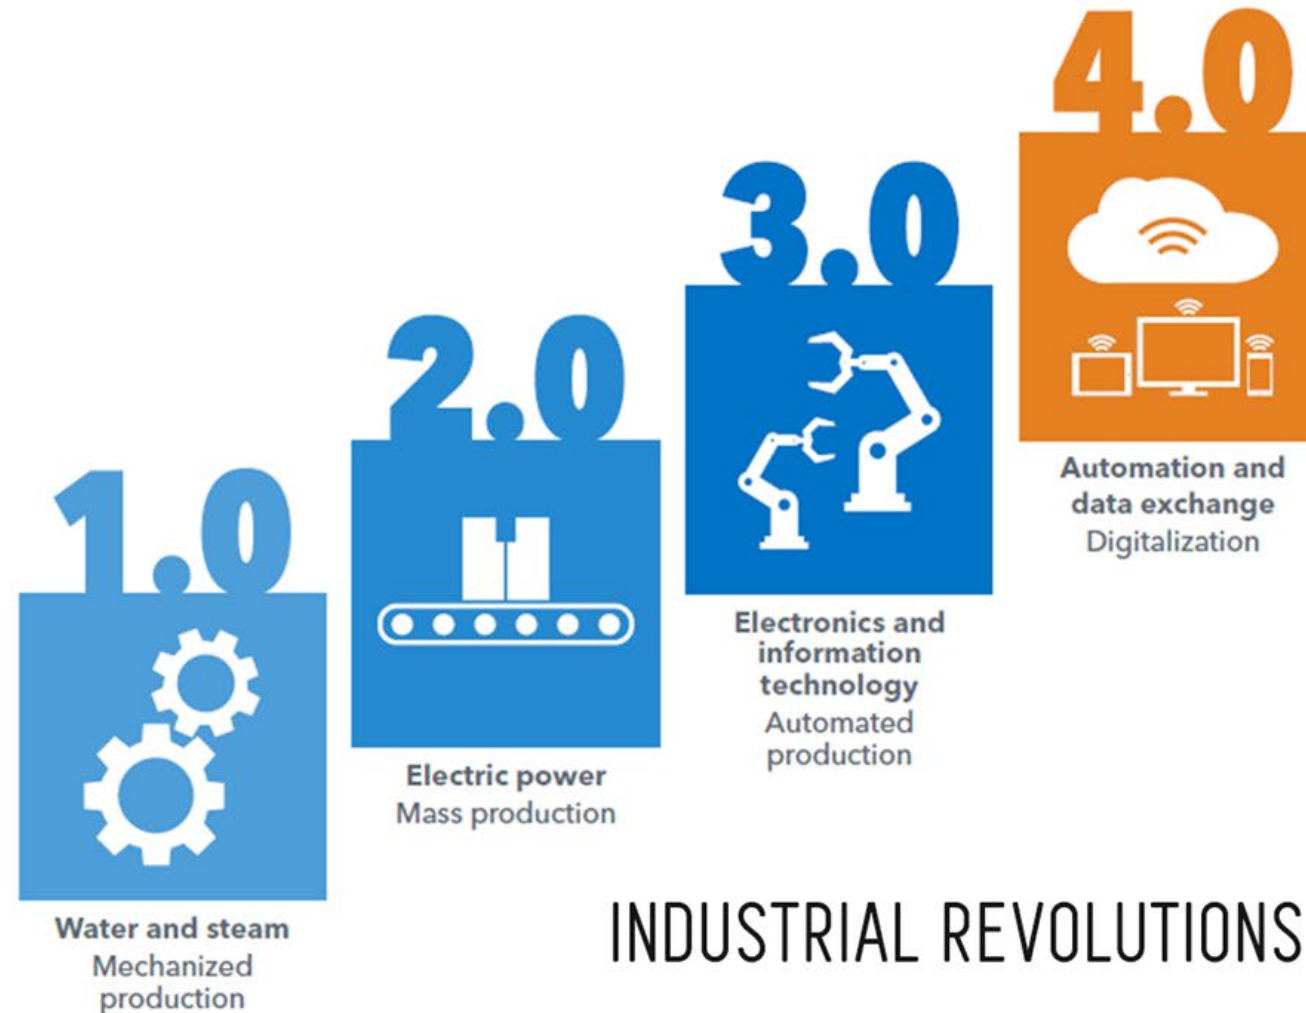 1.0
Water and steam
Mechanized
production
2.0
Electric power
Mass production
3.0
Electronics and
information
technology
Automated
production
4.0
Automation and
data exchange
Digitalization
INDUSTRIAL REVOLUTIONS